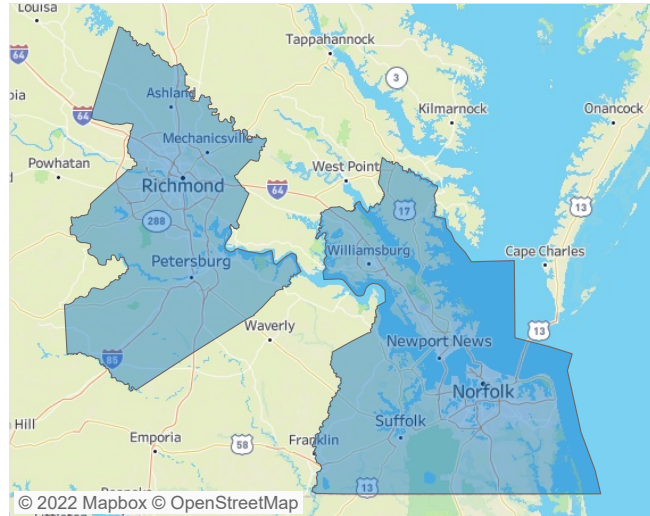 Louisa
64
Tappahannock
3
Ashland
64
Kilmarnock
Onancock
Mechanicsville
Powhatan
West Point
Richmond
64
13
17
288
Williamsburg
Cape Charles
Petersburg
Waverly
13
Newport News
85
Norfolk
Hill
Suffolk
Emporia
58
Franklin
13
© 2022 Mapbox © OpenStreetMap